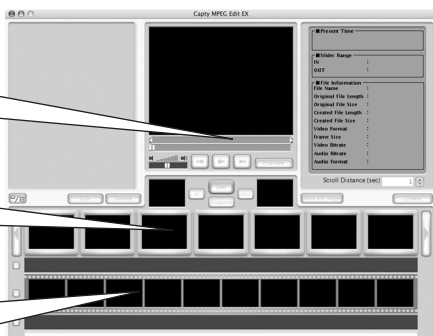 Capty MPEG Edit EX
■Present Time
■Slider Range
IN :
OUT :
■File Information
File Name :
Original File Length :
Original File Size :
Created File Length :
Created File Size :
Video Format :
Frame Size :
Video Bitrate :
Audio Bitrate :
Audio Format :
Scroll Distance (sec) 1